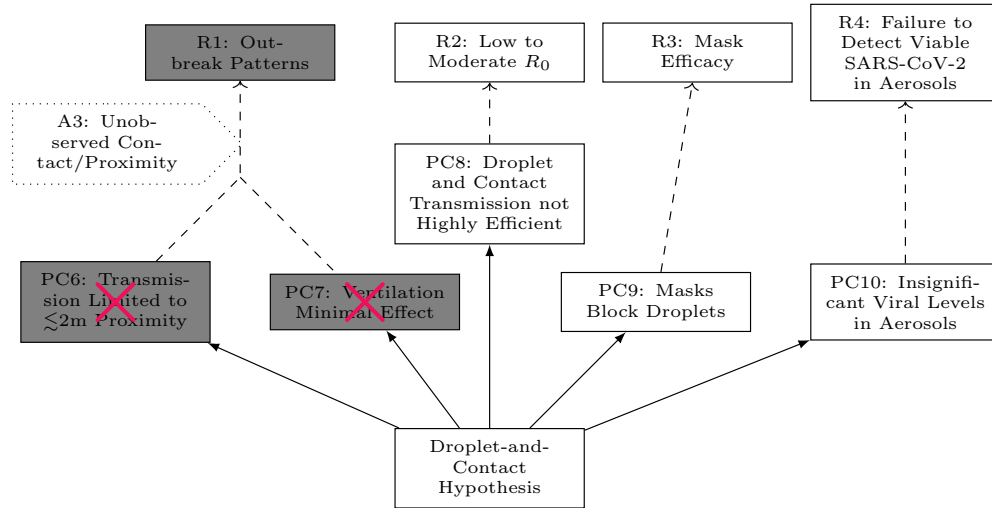 R1: Out-
break Patterns
R2: Low to
Moderate R₀
R3: Mask
Efficacy
R4: Failure to
Detect Viable
SARS-CoV-2
in Aerosols
A3: Unob-
served Con-
tact/Proximity
PC8: Droplet
and Contact
Transmission not
Highly Efficient
PC6: Transmis-
sion Limited to
≲2m Proximity
PC7: Ventilation
Minimal Effect
PC9: Masks
Block Droplets
PC10: Insignifi-
cant Viral Levels
in Aerosols
Droplet-and-
Contact
Hypothesis